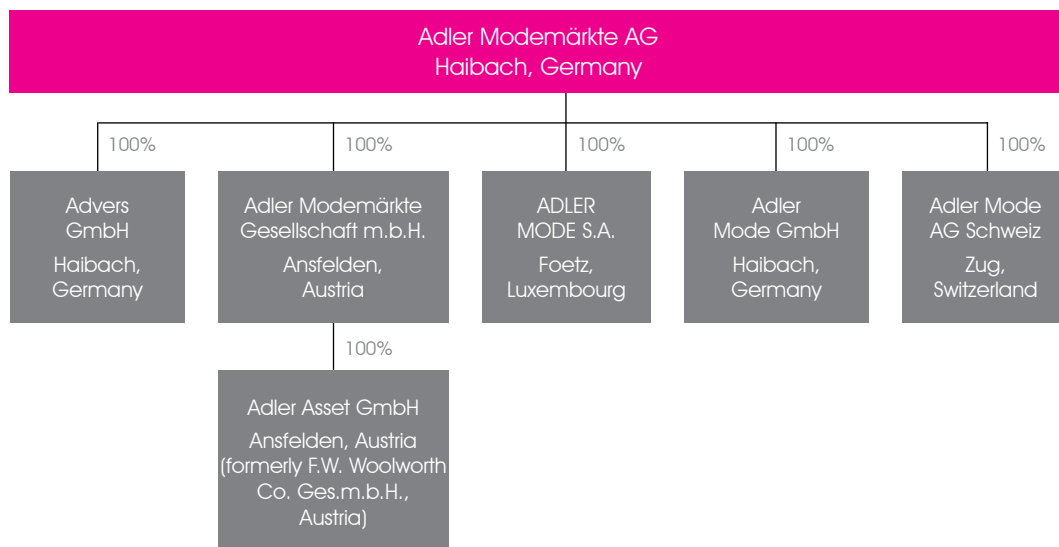 Adler Modemärkte AG
Haibach, Germany
100%
100%
100%
100%
100%
Advers
GmbH
Haibach,
Germany
Adler Modemärkte
Gesellschaft m.b.H.
Ansfelden,
Austria
ADLER
MODE S.A.
Foetz,
Luxembourg
Adler
Mode GmbH
Haibach,
Germany
Adler Mode
AG Schweiz
Zug,
Switzerland
100%
Adler Asset GmbH
Ansfelden, Austria
(formerly F.W. Woolworth
Co. Ges.m.b.H.,
Austria)